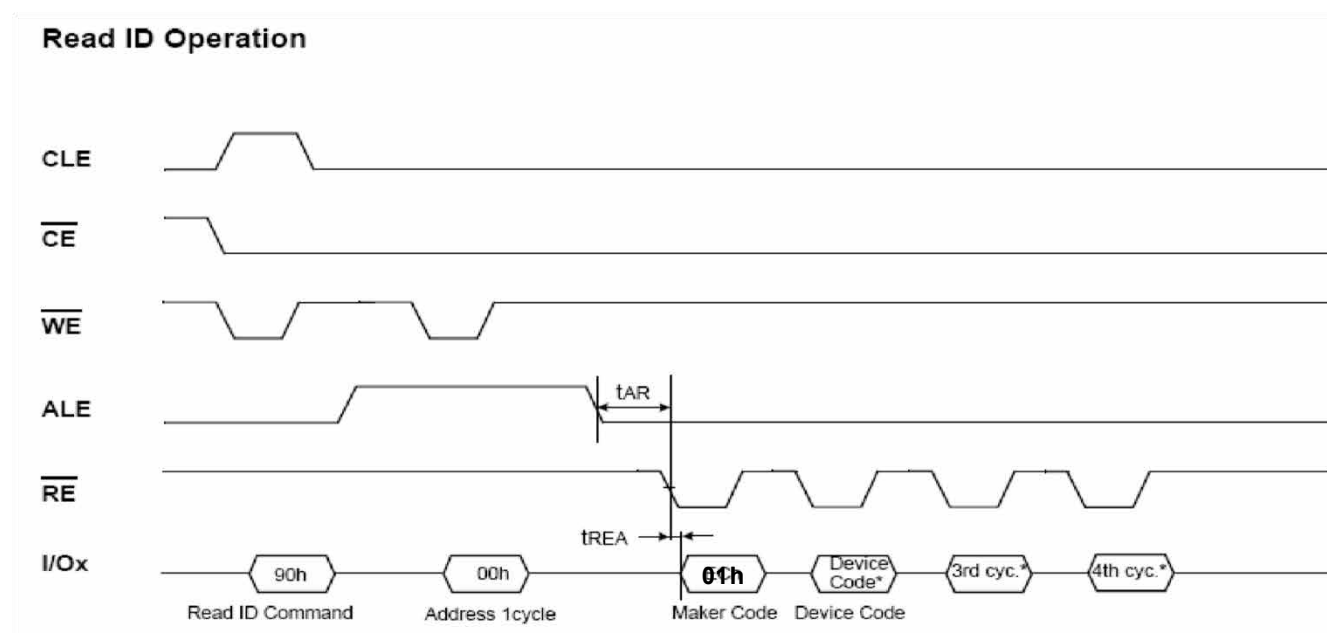 Read ID Operation
CLE
CE
WE
ALE
tAR
RE
tREA
I/Ox
90h
00h
01h
Device
Code*
3rd cyc.*
4th cyc.*
Read ID Command
Address 1cycle
Maker Code
Device Code